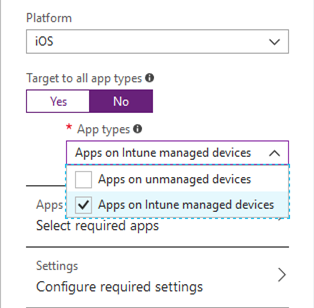 Platform
iOS
Target to all app types
Yes No
* App types
Apps on Intune managed devices
Apps on unmanaged devices
Apps
Apps on Intune managed devices
Select required apps
Settings
Configure required settings